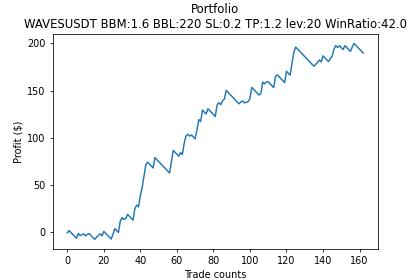 Portfolio
WAVESUSDT BBM:1.6 BBL:220 SL:0.2 TP:1.2 lev:20 WinRatio:42.0
Profit ($)
200
150
100
50
0
0 20 40 60 80 100 120 140 160
Trade counts